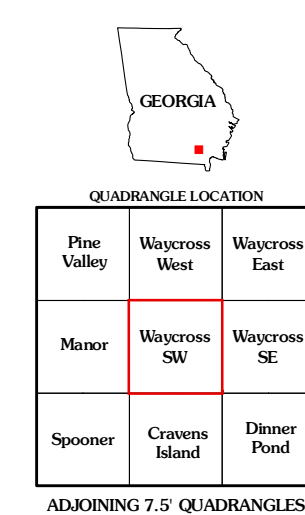 GEORGIA
QUADRANGLE LOCATION
Pine Valley
Waycross West
Waycross East
Manor
Waycross SW
Waycross SE
Spooner
Cravens Island
Dinner Pond
ADJOINING 7.5' QUADRANGLES